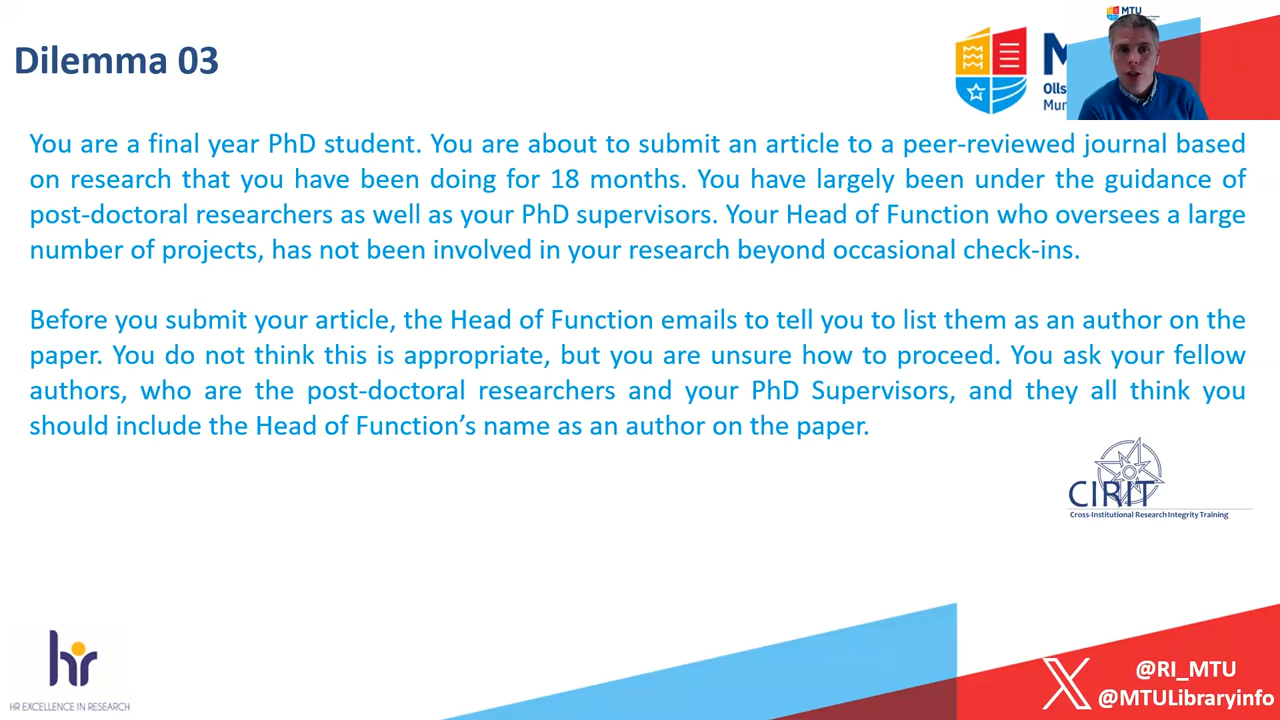 MTU
Dilemma 03
M
Olls
Mur
You are a final year PhD student. You are about to submit an article to a peer-reviewed journal based
on research that you have been doing for 18 months. You have largely been under the guidance of
post-doctoral researchers as well as your PhD supervisors. Your Head of Function who oversees a large
number of projects, has not been involved in your research beyond occasional check-ins.
Before you submit your article, the Head of Function emails to tell you to list them as an author on the
paper. You do not think this is appropriate, but you are unsure how to proceed. You ask your fellow
authors, who are the post-doctoral researchers and your PhD Supervisors, and they all think you
should include the Head of Function’s name as an author on the paper.
CIRIT
Cross-Institutional Research Integrity Training
hr
HR EXCELLENCE IN RESEARCH
@RI_MTU
@MTULibraryinfo